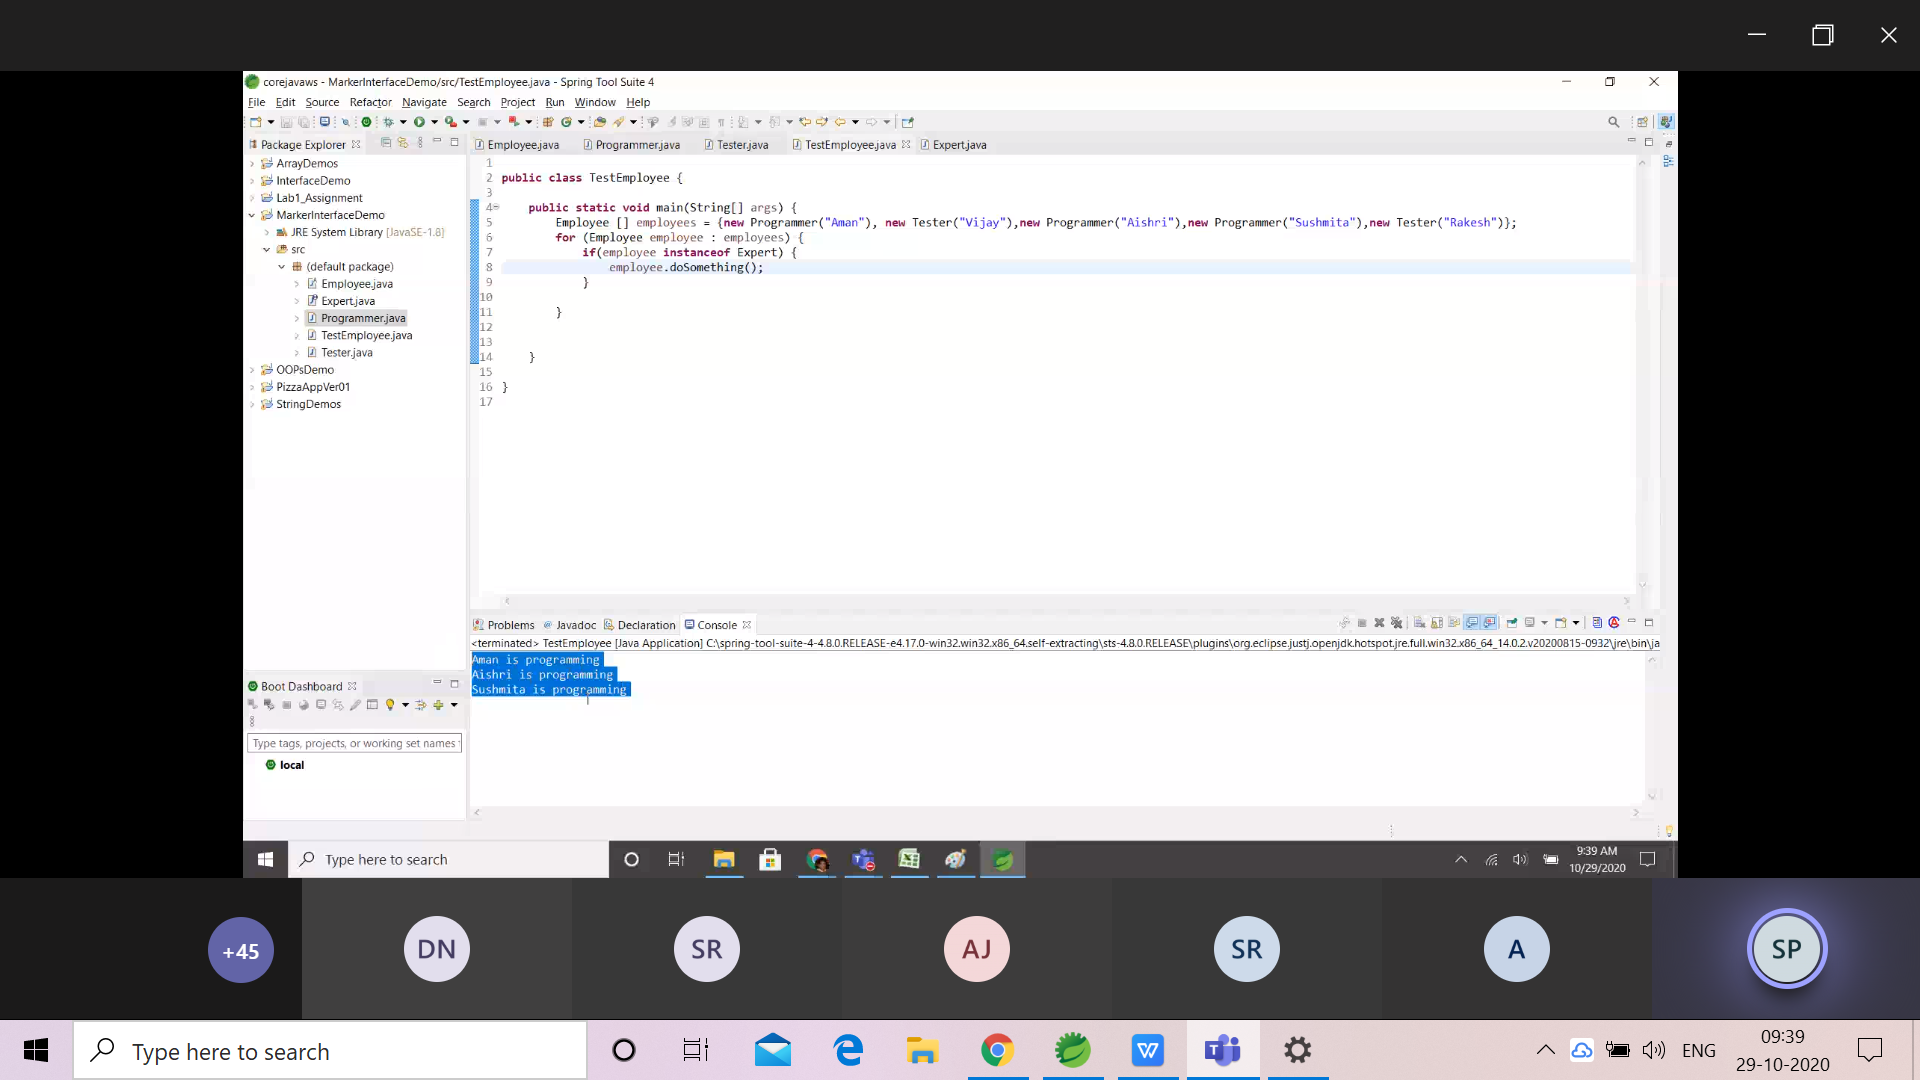 corejavaws - MarkerInterfaceDemo/src/TestEmployee.java - Spring Tool Suite 4
File Edit Source Refactor Navigate Search Project Run Window Help
Package Explorer
ArrayDemos
InterfaceDemo
Lab1_Assignment
MarkerInterfaceDemo
JRE System Library [JavaSE-1.8]
src
(default package)
Employee.java
Expert.java
Programmer.java
TestEmployee.java
Tester.java
OOPsDemo
PizzaAppVer01
StringDemos
Employee.java Programmer.java Tester.java TestEmployee.java Expert.java
1
2 public class TestEmployee {
3
4 public static void main(String[] args) {
5 Employee [] employees = {new Programmer("Aman"), new Tester("Vijay"),new Programmer("Aishri"),new Programmer("Sushmita"),new Tester("Rakesh")};
6 for (Employee employee : employees) {
7 if(employee instanceof Expert) {
8 employee.doSomething();
9 }
10
11 }
12
13
14 }
15
16 }
17
Problems Javadoc Declaration Console
<terminated> TestEmployee [Java Application] C:\spring-tool-suite-4-4.8.0.RELEASE-e4.17.0-win32.win32.x86_64.self-extracting\sts-4.8.0.RELEASE\plugins\org.eclipse.justj.openjdk.hotspot.jre.full.win32.x86_64_14.0.2.v20200815-0932\jre\bin\ja
Aman is programming
Aishri is programming
Sushmita is programming
Boot Dashboard
Type tags, projects, or working set names
local
Type here to search
9:39 AM
10/29/2020
+45
DN
SR
AJ
SR
A
SP
Type here to search
ENG
09:39
29-10-2020